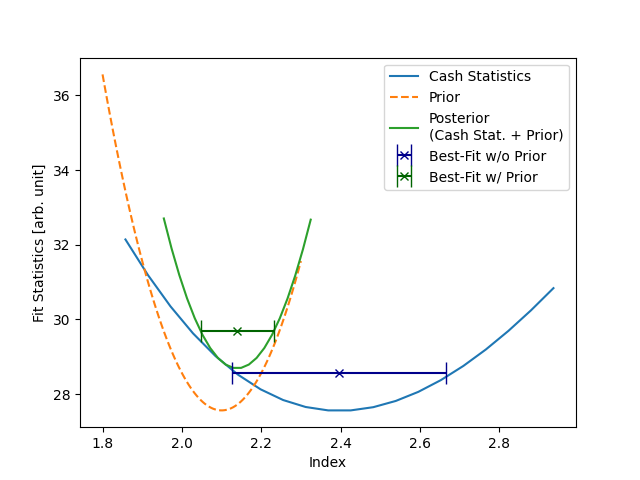 Cash Statistics
Prior
Posterior
(Cash Stat. + Prior)
Best-Fit w/o Prior
Best-Fit w/ Prior
Fit Statistics [arb. unit]
36
34
32
30
28
1.8 2.0 2.2 2.4 2.6 2.8
Index